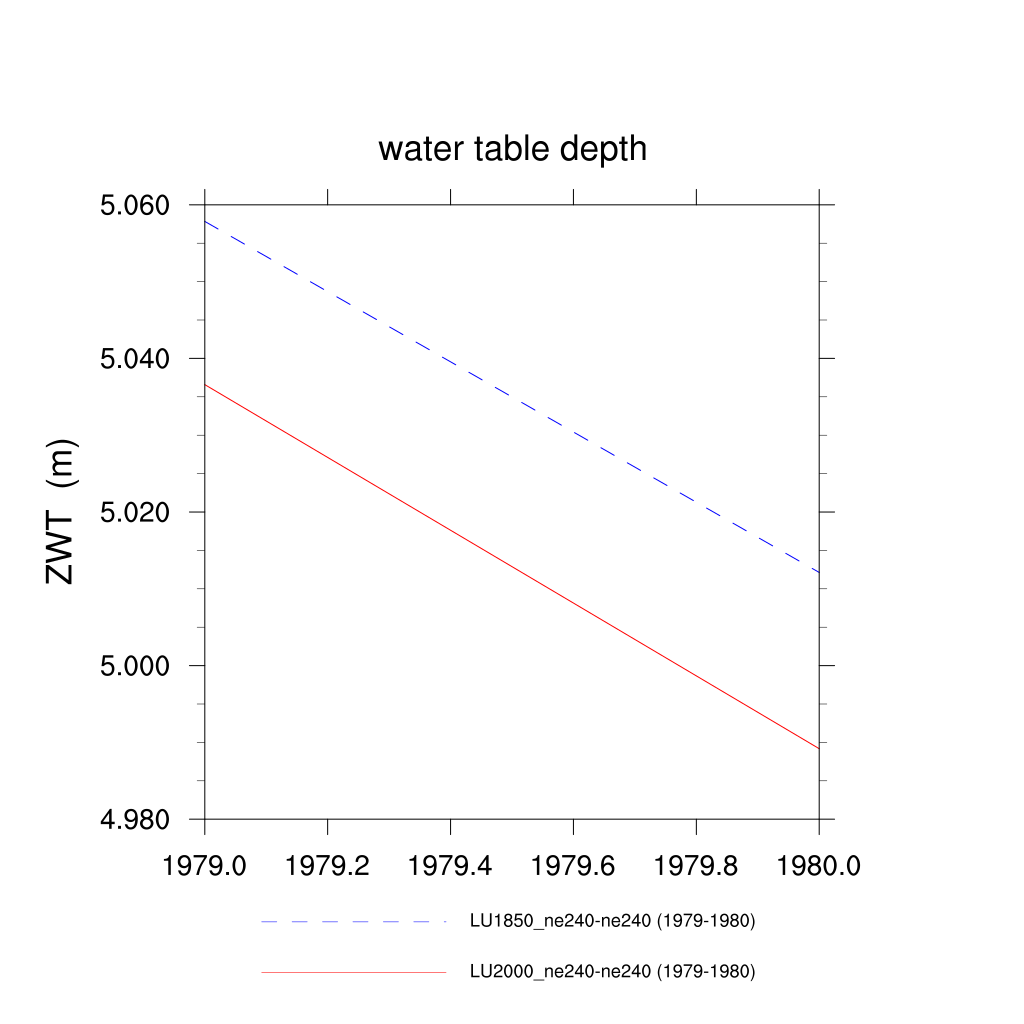 water table depth
5.060
5.040
5.020
5.000
4.980
ZWT (m)
1979.0 1979.2 1979.4 1979.6 1979.8 1980.0
LU1850_ne240-ne240 (1979-1980)
LU2000_ne240-ne240 (1979-1980)